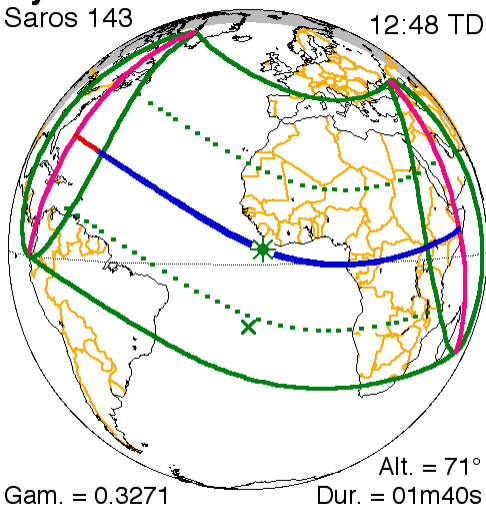 Saros 143
12:48 TD
Alt. = 71°
Gam. = 0.3271
Dur. = 01m40s